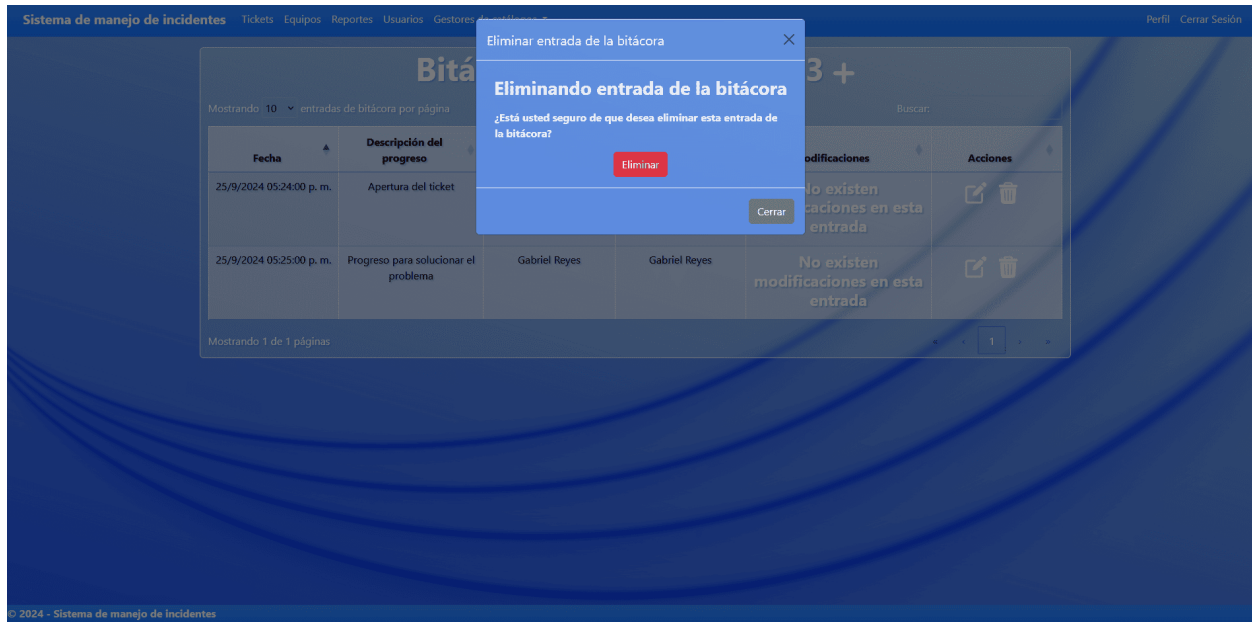 Sistema de manejo de incidentes Tickets Equipos Reportes Usuarios Gestores Perfil Cerrar Sesión
Eliminar entrada de la bitácora
Eliminando entrada de la bitácora
¿Está usted seguro de que desea eliminar esta entrada de
la bitácora?
Eliminar
Cerrar
3 +
Mostrando 10 entradas de bitácora por página Buscar:
Fecha
Descripción del
progreso
Acciones
25/9/2024 05:24:00 p. m. Apertura del ticket
No existen
en esta
entrada
25/9/2024 05:25:00 p. m.
Progreso para solucionar el
problema
Gabriel Reyes
Gabriel Reyes
No existen
modificaciones en esta
entrada
Mostrando 1 de 1 páginas « ‹ 1 › »
© 2024 - Sistema de manejo de incidentes